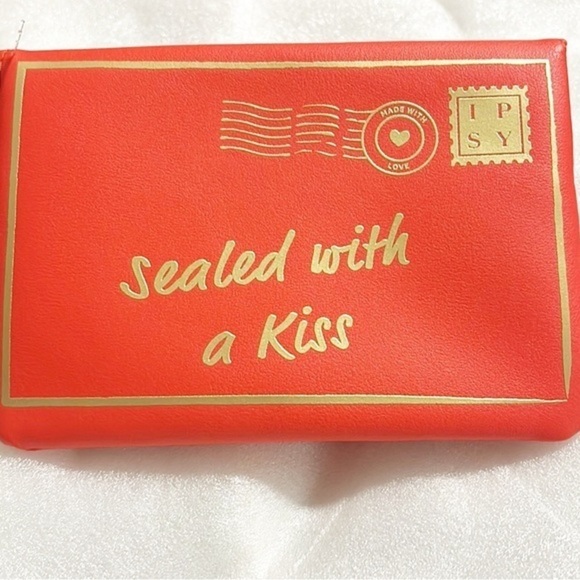 MADE WITH
LOVE
I P
S Y
Sealed with
a Kiss